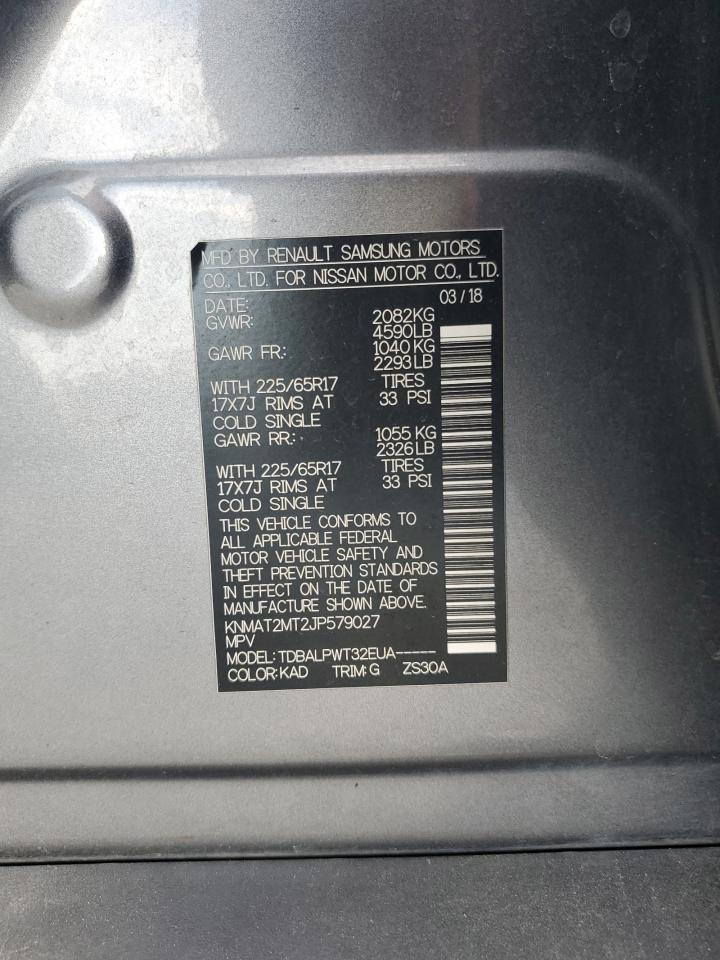 MFD BY RENAULT SAMSUNG MOTORS
CO., LTD. FOR NISSAN MOTOR CO., LTD.
DATE: 03/18
GVWR: 2082KG
4590LB
GAWR FR.: 1040KG
2293LB
WITH 225/65R17 TIRES
17X7J RIMS AT 33 PSI
COLD SINGLE
GAWR RR.: 1055 KG
2326LB
WITH 225/65R17 TIRES
17X7J RIMS AT 33 PSI
COLD SINGLE
THIS VEHICLE CONFORMS TO
ALL APPLICABLE FEDERAL
MOTOR VEHICLE SAFETY AND
THEFT PREVENTION STANDARDS
IN EFFECT ON THE DATE OF
MANUFACTURE SHOWN ABOVE.
KNMAT2MT2JP579027
MPV
MODEL:TDBALPWT32EUA-----
COLOR:KAD TRIM:G ZS30A